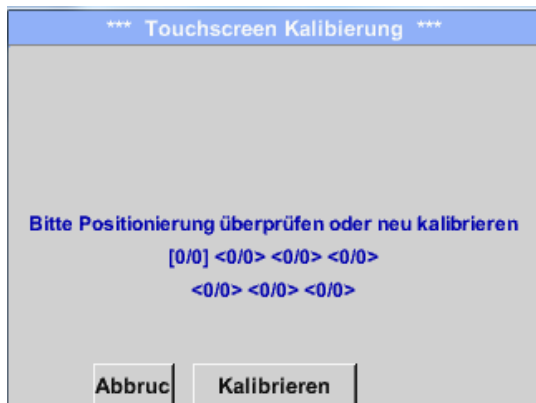 *** Touchscreen Kalibierung ***
Bitte Positionierung überprüfen oder neu kalibrieren
[0/0] <0/0> <0/0> <0/0>
<0/0> <0/0> <0/0>
Abbruc Kalibrieren